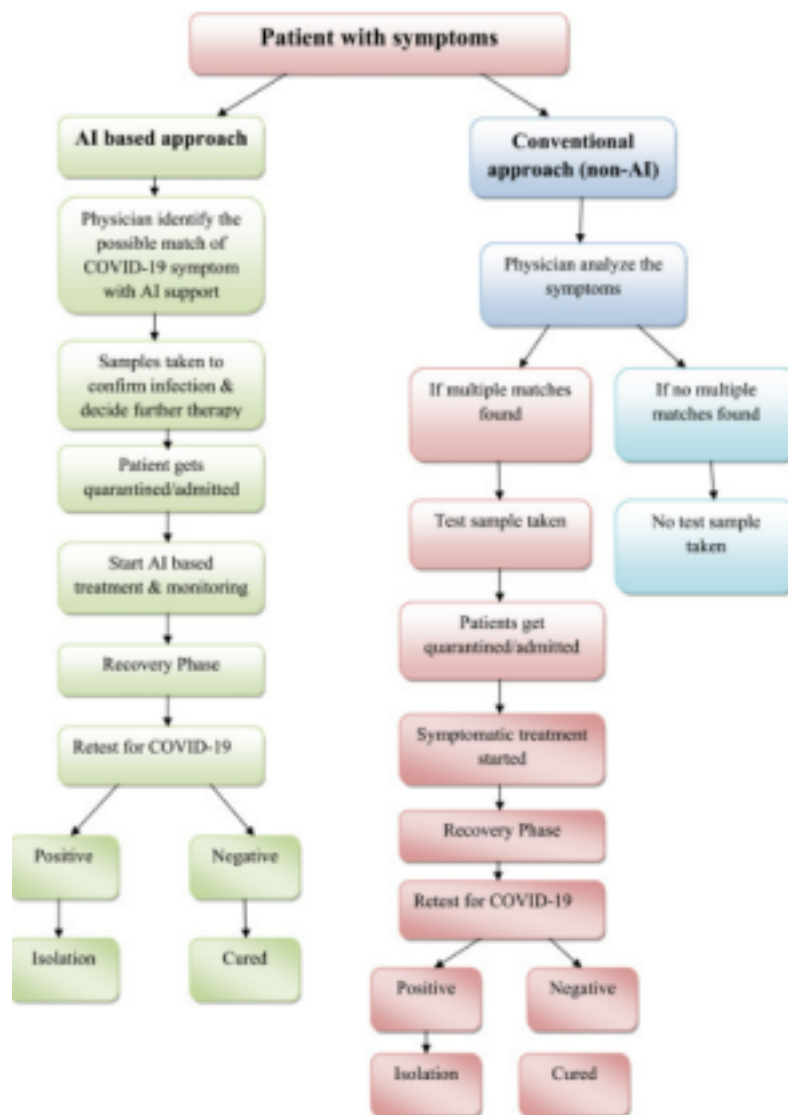 Patient with symptoms
AI based approach
Physician identify the
possible match of
COVID-19 symptom
with AI support
Samples taken to
confirm infection &
decide further therapy
Patient gets
quarantined/admitted
Start AI based
treatment & monitoring
Recovery Phase
Retest for COVID-19
Positive
Negative
Isolation
Cured
Conventional
approach (non-AI)
Physician analyze the
symptoms
If multiple matches
found
If no multiple
matches found
Test sample taken
No test sample
taken
Patients get
quarantined/admitted
Symptomatic treatment
started
Recovery Phase
Retest for COVID-19
Positive
Negative
Isolation
Cured